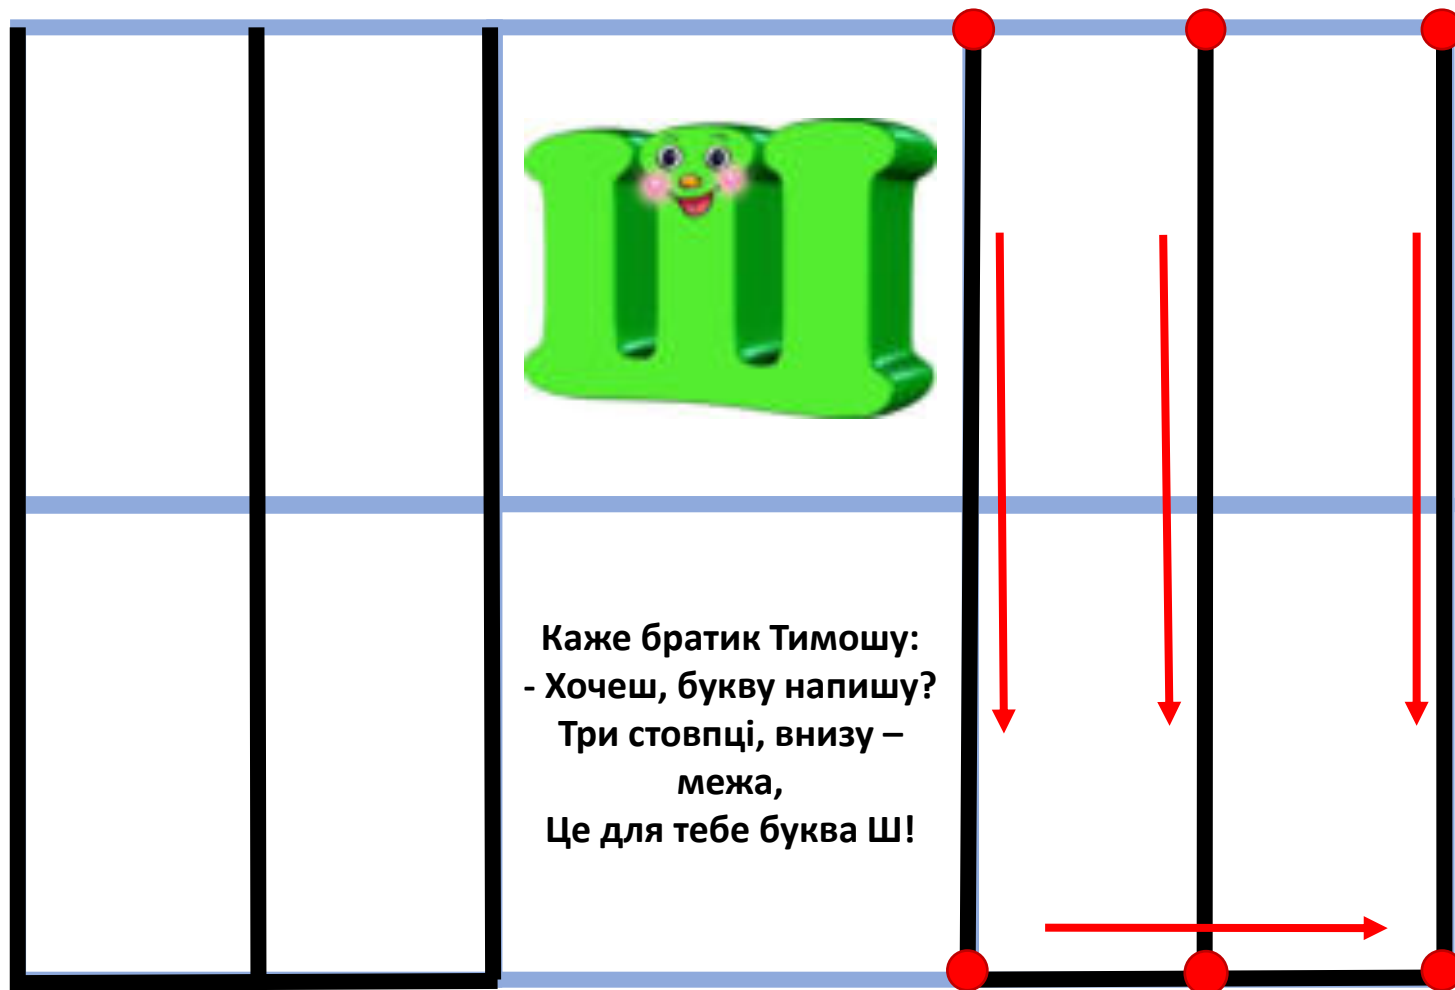 Ш
Каже братик Тимошу:
- Хочеш, букву напишу?
Три стовпці, внизу –
межа,
Це для тебе буква Ш!